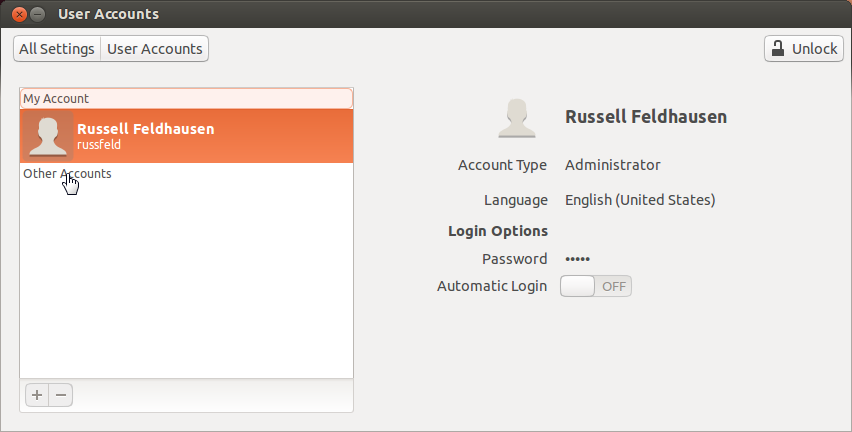 User Accounts
All Settings User Accounts
Unlock
My Account
Russell Feldhausen
russfeld
Other Accounts
Russell Feldhausen
Account Type Administrator
Language English (United States)
Login Options
Password •••••
Automatic Login OFF